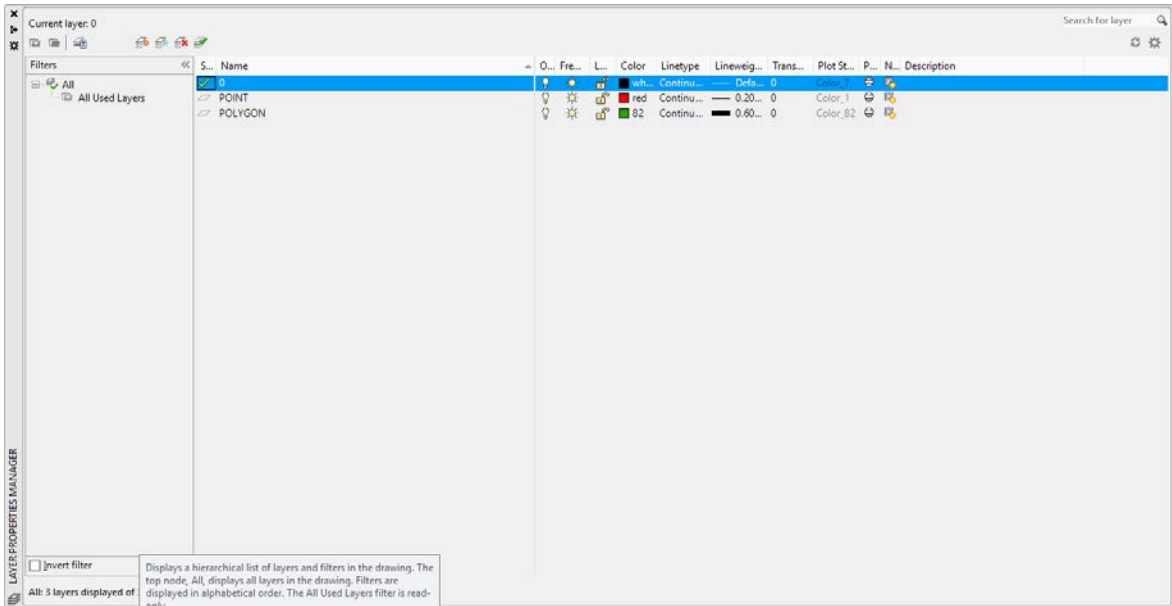 Current layer: 0
Search for layer
Filters
S... Name O... Fre... L... Color Linetype Lineweig... Trans... Plot St... P... N... Description
All
All Used Layers
0 wh... Continu... Defa... 0 Color_7
POINT red Continu... 0.20... 0 Color_1
POLYGON 82 Continu... 0.60... 0 Color_82
LAYER PROPERTIES MANAGER
Invert filter
All: 3 layers displayed of
Displays a hierarchical list of layers and filters in the drawing. The
top node, All, displays all layers in the drawing. Filters are
displayed in alphabetical order. The All Used Layers filter is read-